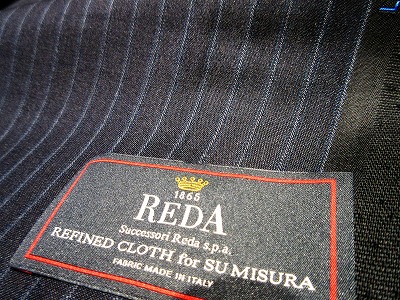 1865
REDA
Successori Reda s.p.a.
REFINED CLOTH for SU MISURA
FABRIC MADE IN ITALY